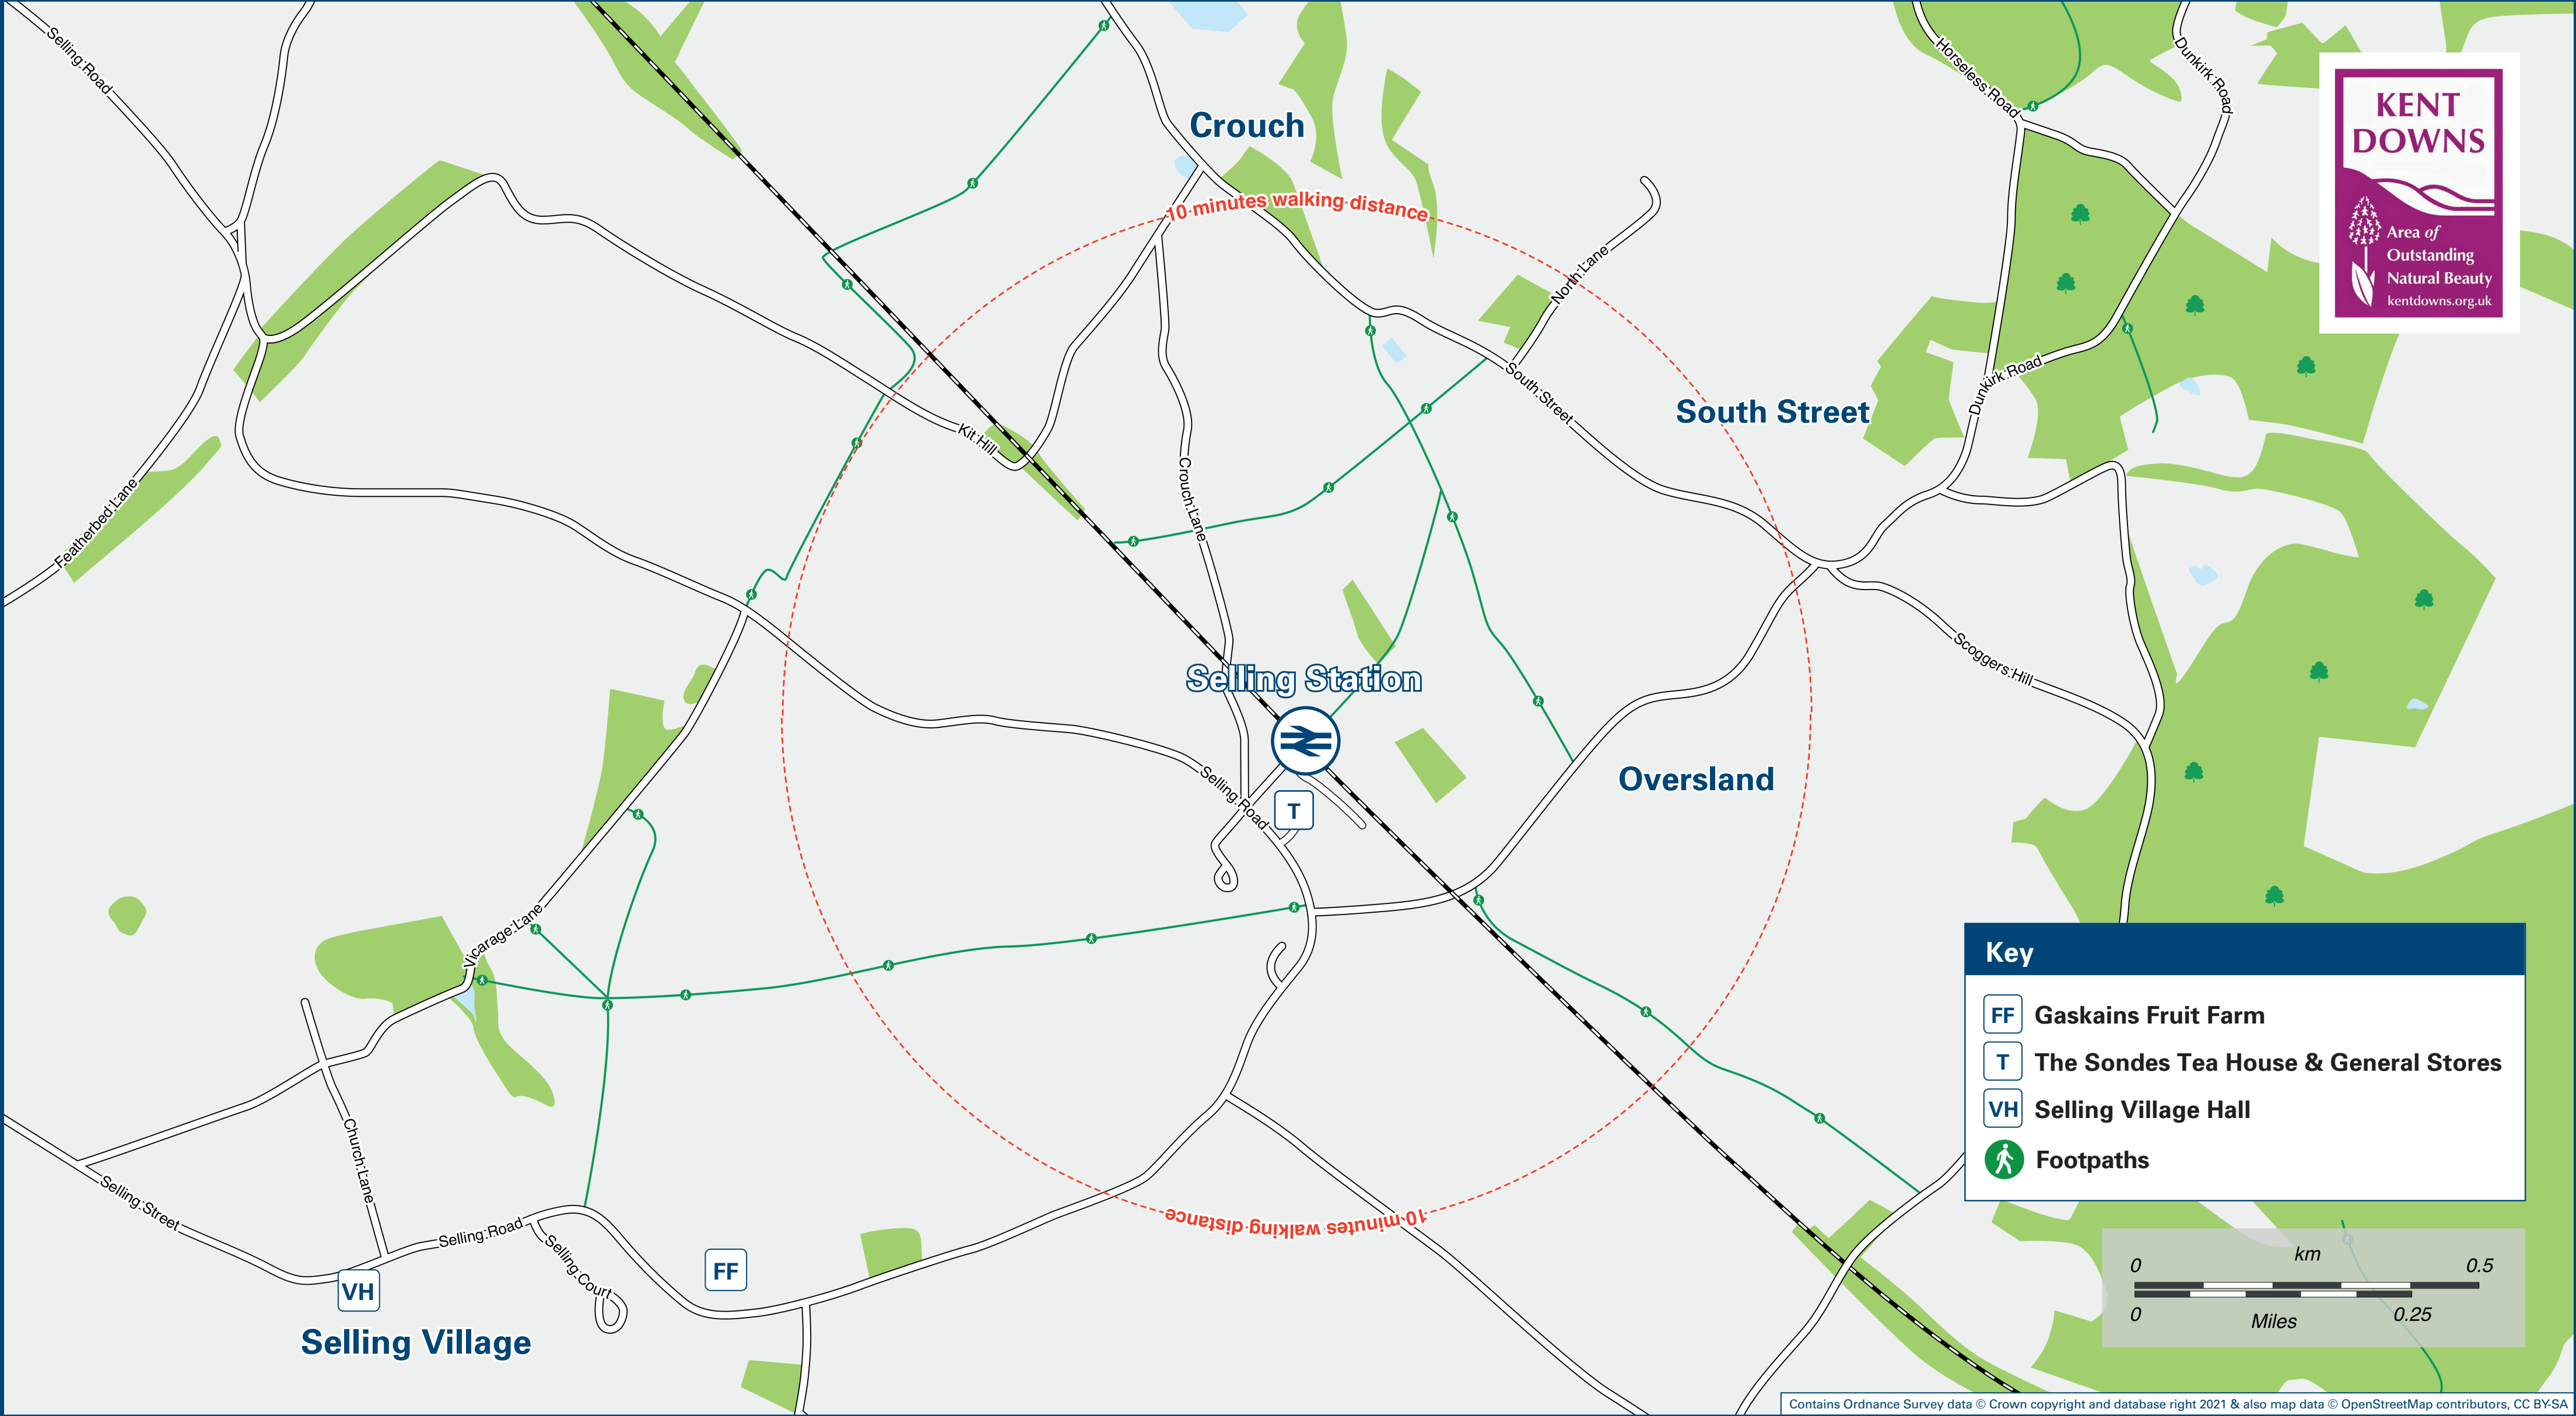 Selling Road
Crouch
Horseless Road
Dunkirk Road
KENT
DOWNS
Area of
Outstanding
Natural Beauty
kentdowns.org.uk
10 minutes walking distance
North Lane
South Street
South Street
Dunkirk Road
Kit Hill
Crouch Lane
Featherbed Lane
Scoggers Hill
Selling Station
Selling Road
T
Oversland
Vicarage Lane
Key
FF Gaskains Fruit Farm
T The Sondes Tea House & General Stores
VH Selling Village Hall
Footpaths
Church Lane
Selling Street
Selling Road
Selling Court
10 minutes walking distance
FF
VH
Selling Village
km
0 0.5
0 0.25
Miles
Contains Ordnance Survey data © Crown copyright and database right 2021 & also map data © OpenStreetMap contributors, CC BY-SA